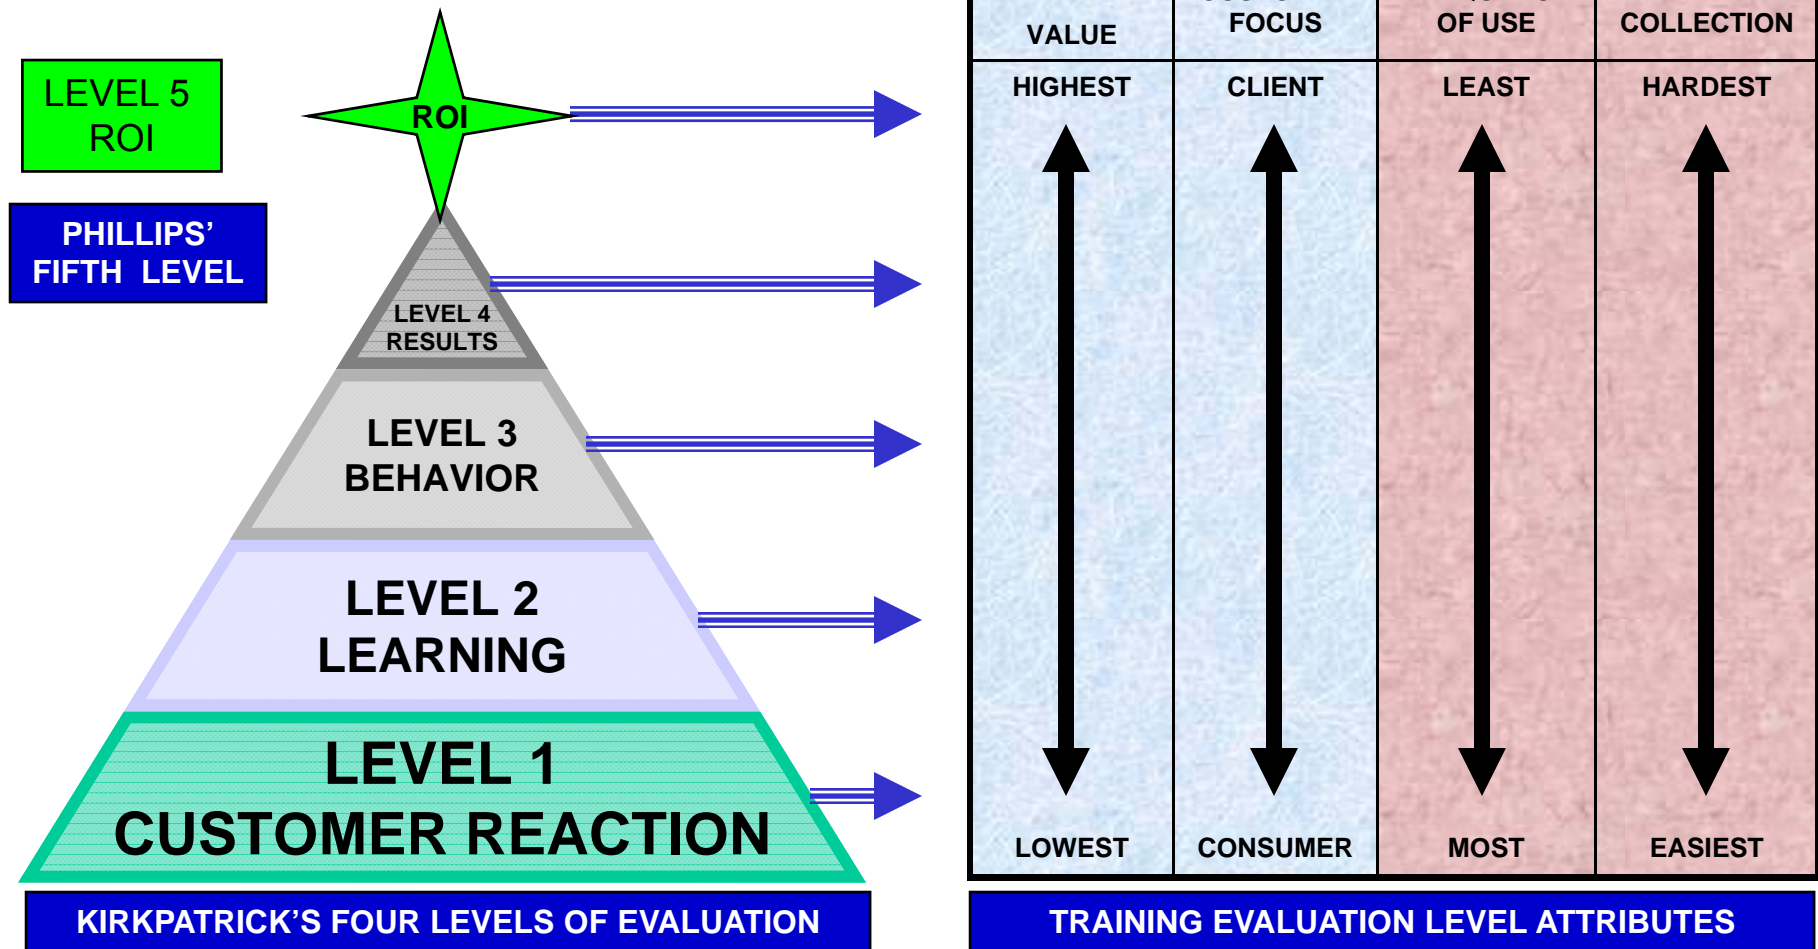 LEVEL 5
ROI
ROI
PHILLIPS'
FIFTH LEVEL
LEVEL 4
RESULTS
LEVEL 3
BEHAVIOR
LEVEL 2
LEARNING
LEVEL 1
CUSTOMER REACTION
KIRKPATRICK'S FOUR LEVELS OF EVALUATION
VALUE
FOCUS
OF USE
COLLECTION
HIGHEST
CLIENT
LEAST
HARDEST
LOWEST
CONSUMER
MOST
EASIEST
TRAINING EVALUATION LEVEL ATTRIBUTES